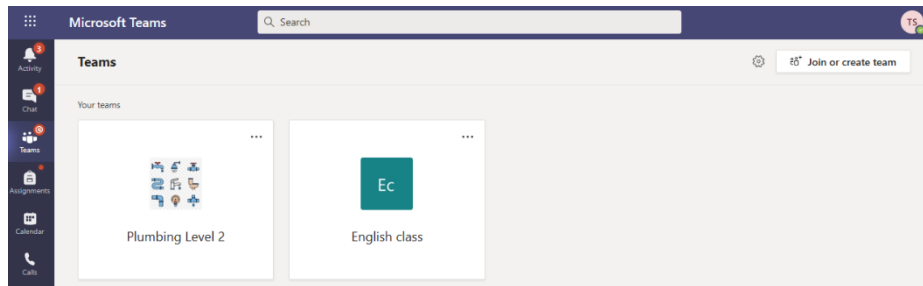 Microsoft Teams
Search
TS
3
Activity
Teams
Join or create team
1
Chat
Your teams
Teams
Ec
Assignments
Calendar
Plumbing Level 2
English class
Calls